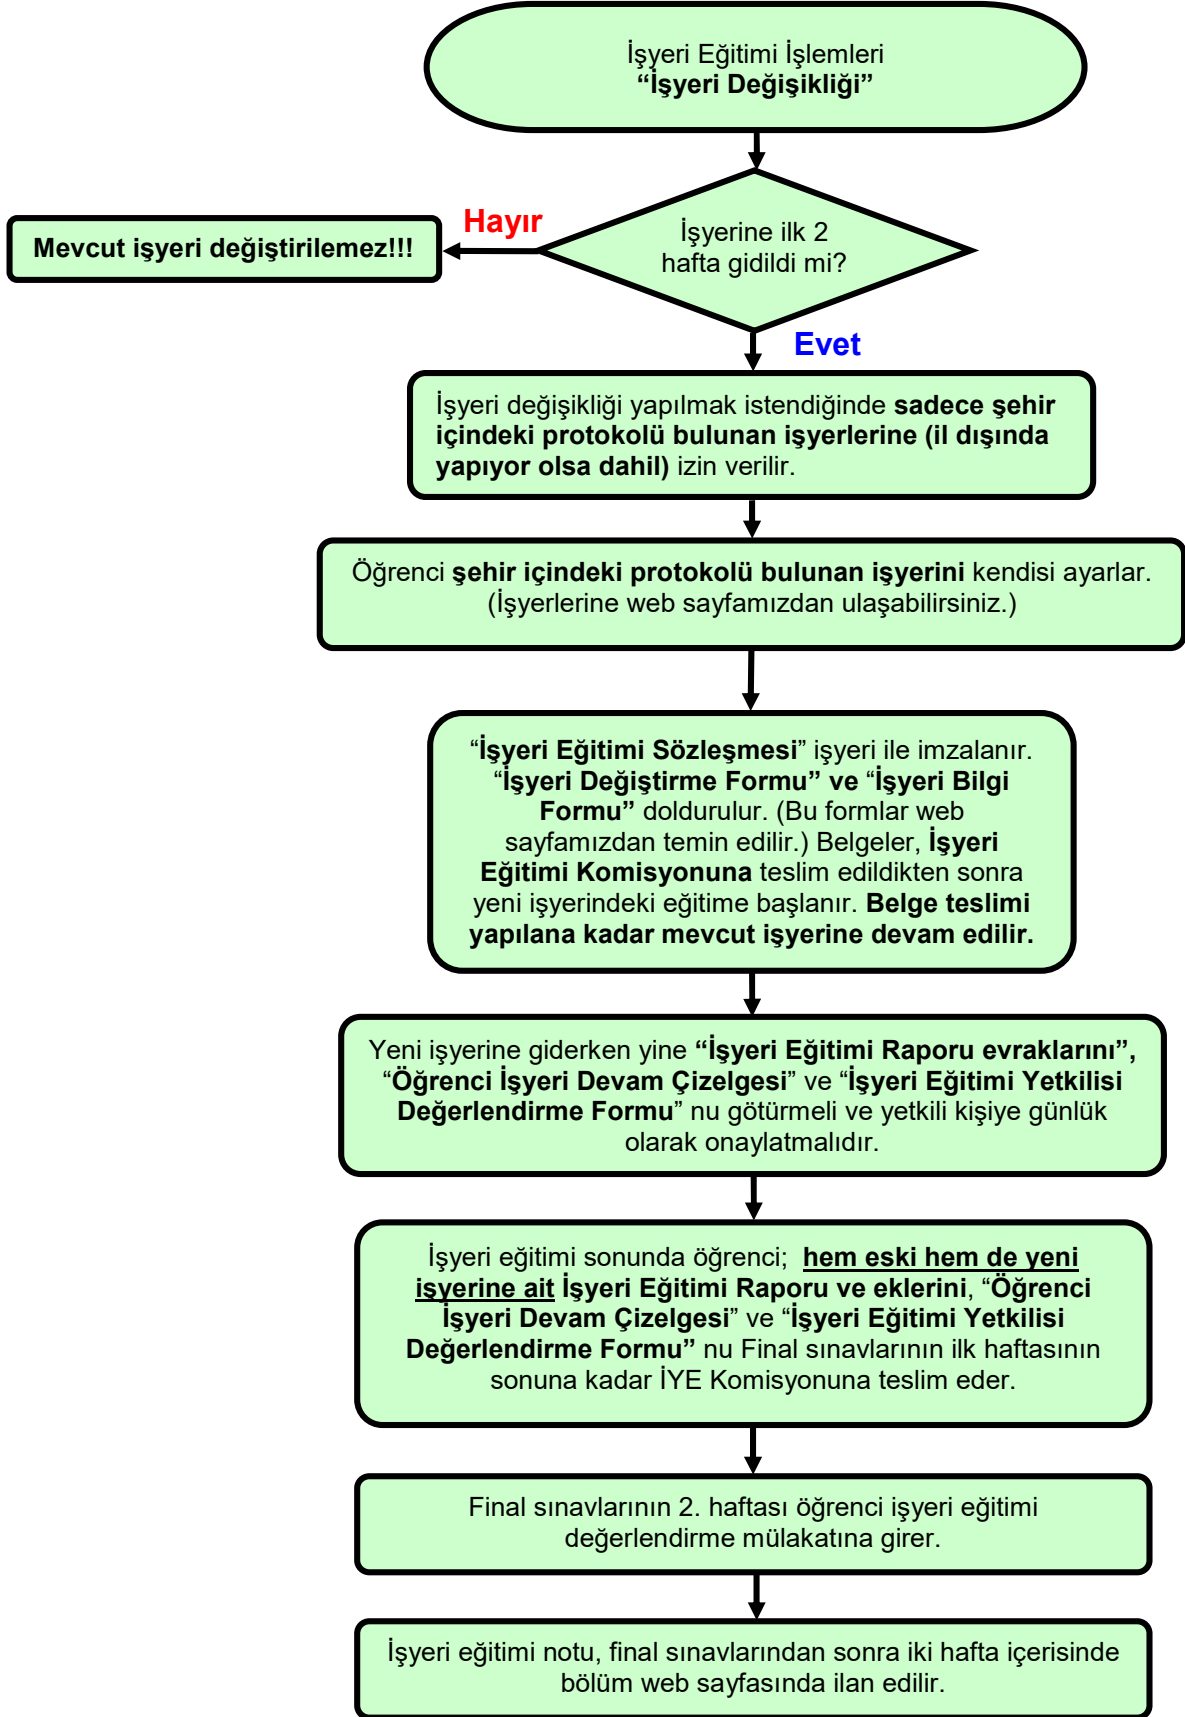 İşyeri Eğitimi İşlemleri
“İşyeri Değişikliği”
Hayır
Mevcut işyeri değiştirilemez!!!
İşyerine ilk 2
hafta gidildi mi?
Evet
İşyeri değişikliği yapılmak istendiğinde sadece şehir
içindeki protokolü bulunan işyerlerine (il dışında
yapıyor olsa dahil) izin verilir.
Öğrenci şehir içindeki protokolü bulunan işyerini kendisi ayarlar.
(İşyerlerine web sayfamızdan ulaşabilirsiniz.)
“İşyeri Eğitimi Sözleşmesi” işyeri ile imzalanır.
“İşyeri Değiştirme Formu” ve “İşyeri Bilgi
Formu” doldurulur. (Bu formlar web
sayfamızdan temin edilir.) Belgeler, İşyeri
Eğitimi Komisyonuna teslim edildikten sonra
yeni işyerindeki eğitime başlanır. Belge teslimi
yapılana kadar mevcut işyerine devam edilir.
Yeni işyerine giderken yine “İşyeri Eğitimi Raporu evraklarını”,
“Öğrenci İşyeri Devam Çizelgesi” ve “İşyeri Eğitimi Yetkilisi
Değerlendirme Formu” nu götürmeli ve yetkili kişiye günlük
olarak onaylatmalıdır.
İşyeri eğitimi sonunda öğrenci; hem eski hem de yeni
işyerine ait İşyeri Eğitimi Raporu ve eklerini, “Öğrenci
İşyeri Devam Çizelgesi” ve “İşyeri Eğitimi Yetkilisi
Değerlendirme Formu” nu Final sınavlarının ilk haftasının
sonuna kadar İYE Komisyonuna teslim eder.
Final sınavlarının 2. haftası öğrenci işyeri eğitimi
değerlendirme mülakatına girer.
İşyeri eğitimi notu, final sınavlarından sonra iki hafta içerisinde
bölüm web sayfasında ilan edilir.